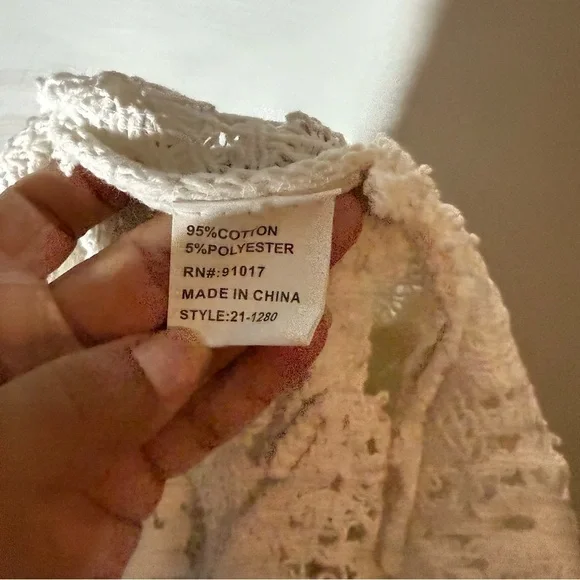 95%COTTON
5%POLYESTER
RN#:91017
MADE IN CHINA
STYLE:21-1280